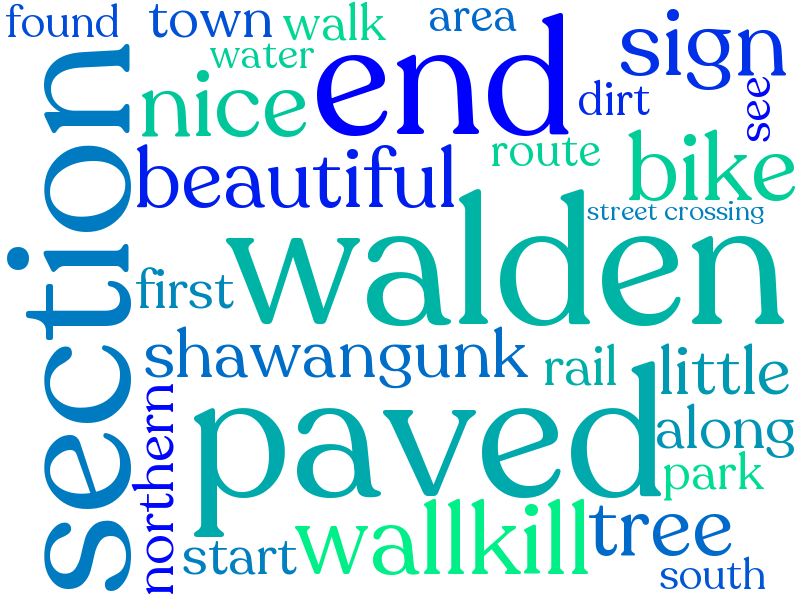 found
town
walk
area
sign
water
end
nice
dirt
see
beautiful
route
bike
street crossing
section
walden
first
shawangunk
rail
little
northern
paved
along
park
wallkill
tree
start
south